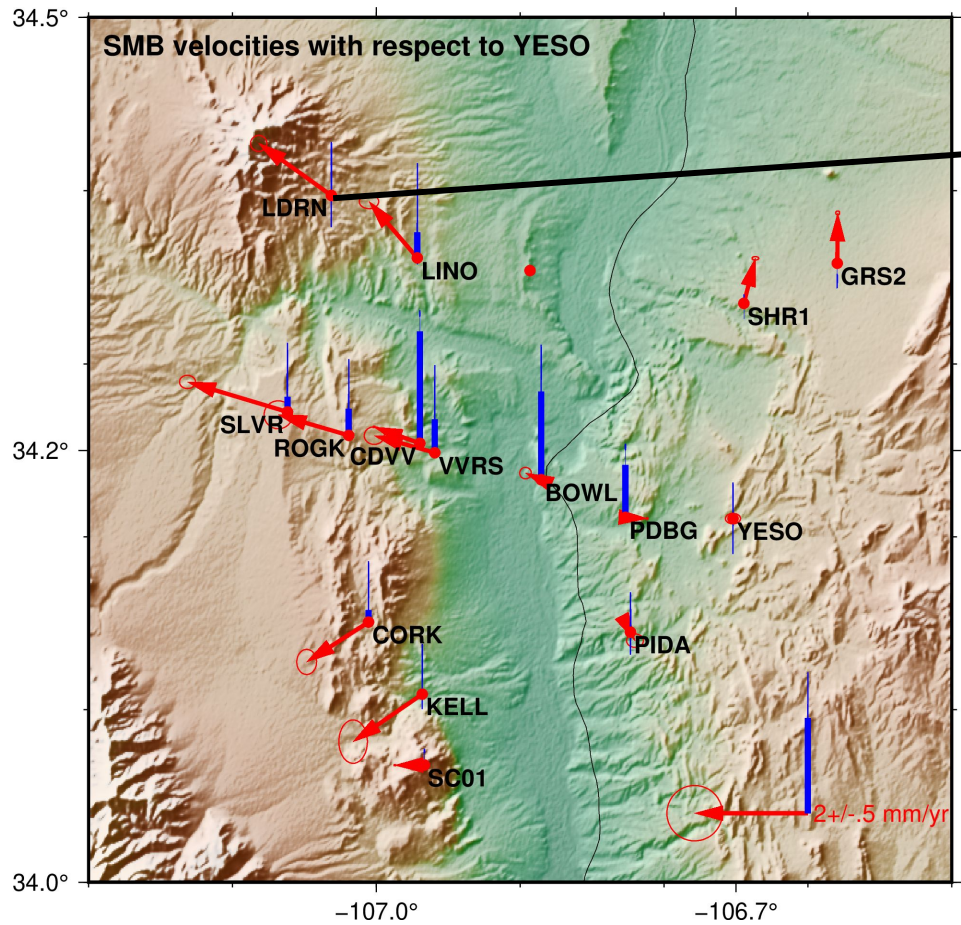 34.5°
SMB velocities with respect to YESO
LDRN
LINO
GRS2
SHR1
SLVR
ROGK
CDVV
VVRS
34.2°
BOWL
PDBG
YESO
CORK
PIDA
KELL
SC01
2+/-.5 mm/yr
34.0°
−107.0°
−106.7°